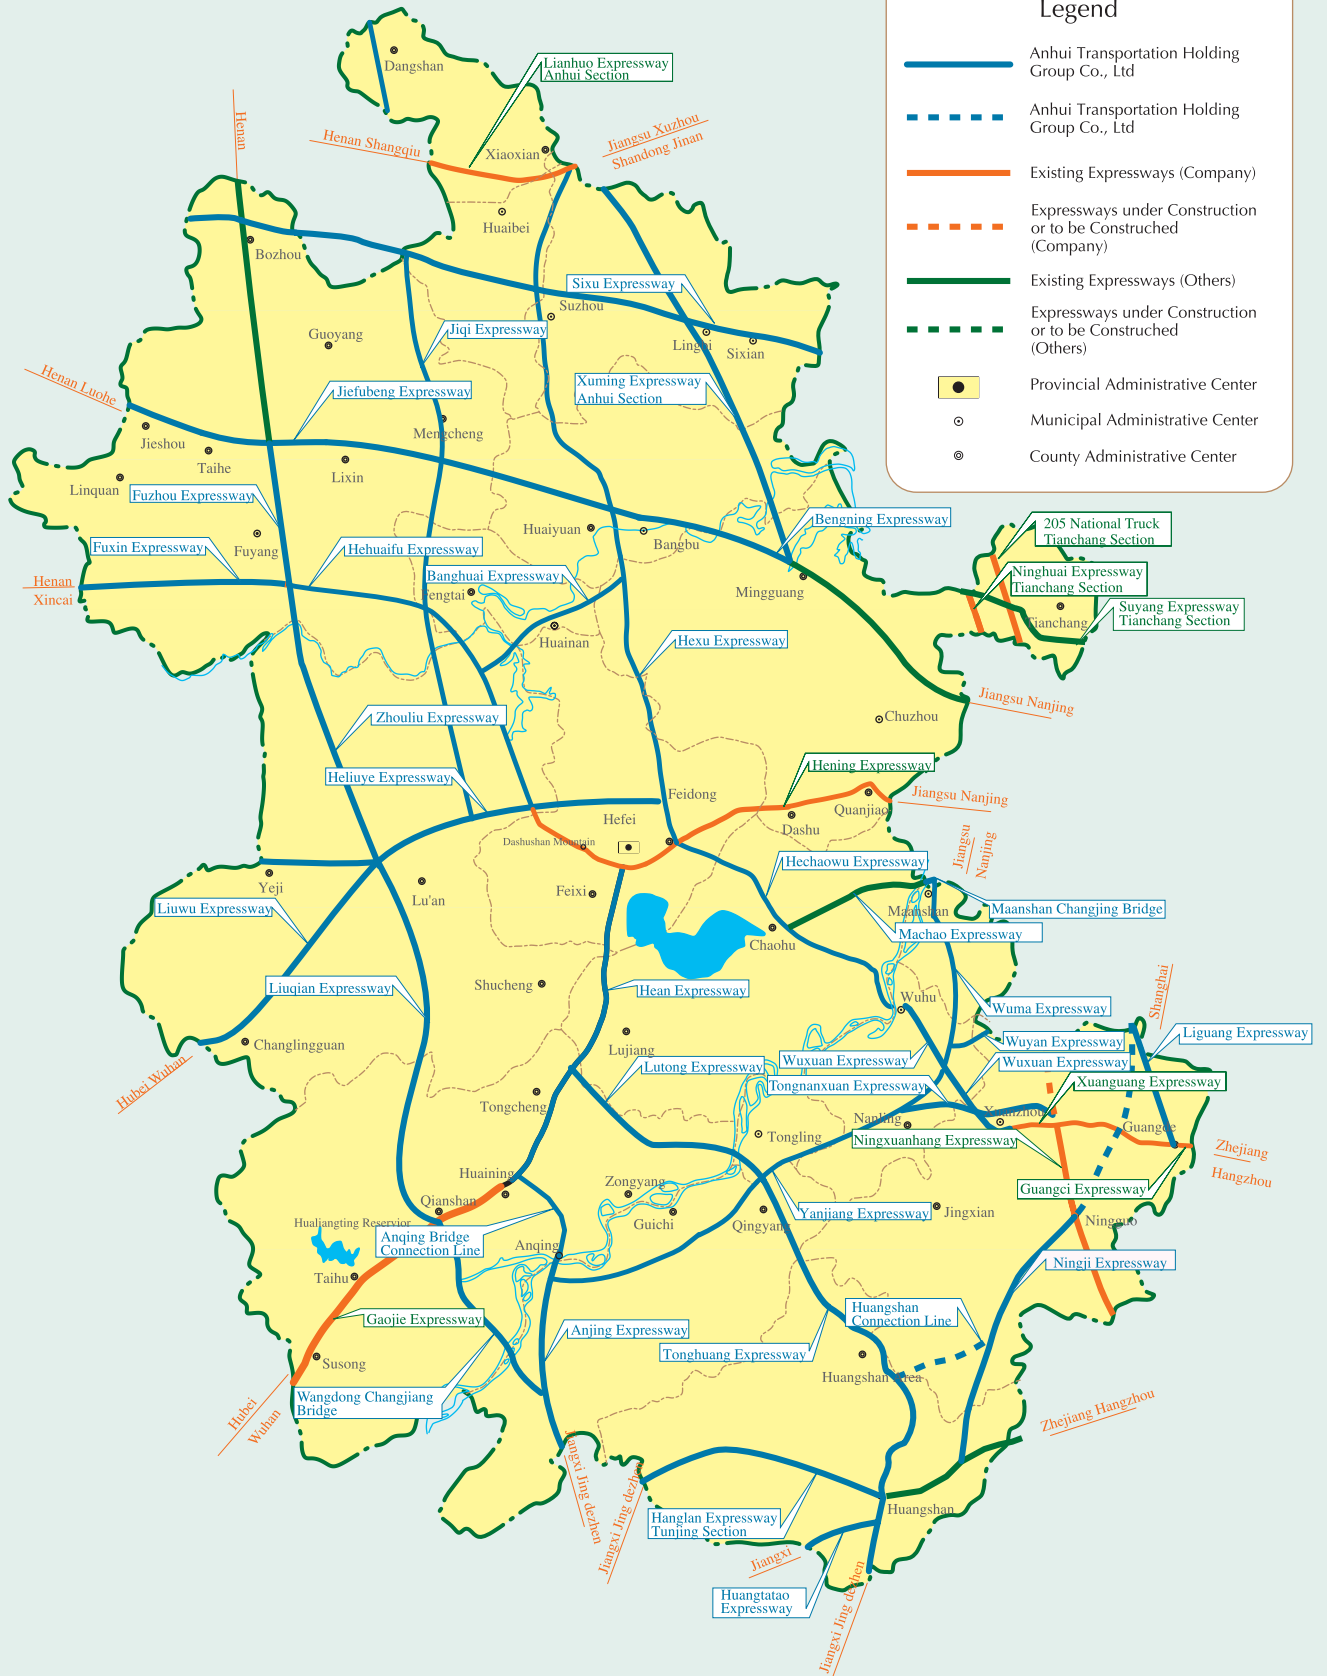 Legend
Anhui Transportation Holding
Group Co., Ltd
Anhui Transportation Holding
Group Co., Ltd
Existing Expressways (Company)
Expressways under Construction
or to be Construched
(Company)
Existing Expressways (Others)
Expressways under Construction
or to be Construched
(Others)
Provincial Administrative Center
Municipal Administrative Center
County Administrative Center
Dangshan
Lianhuo Expressway
Anhui Section
Henan
Henan Shangqiu
Xiaoxian
Jiangsu Xuzhou
Shandong Jinan
Huaibei
Bozhou
Sixu Expressway
Suzhou
Guoyang
Jiqi Expressway
Lingbi
Sixian
Henan Luohe
Jiefubeng Expressway
Xuming Expressway
Anhui Section
Jieshou
Mengcheng
Taihe
Lixin
Linquan
Fuzhou Expressway
Huaiyuan
Bangbu
Bengning Expressway
205 National Truck
Tianchang Section
Fuxin Expressway
Fuyang
Hehuaifu Expressway
Banghuai Expressway
Fengtai
Mingguang
Ninghuai Expressway
Tianchang Section
Henan
Xincai
Suyang Expressway
Tianchang Section
Tianchang
Huainan
Hexu Expressway
Jiangsu Nanjing
Zhouliu Expressway
Chuzhou
Heliuye Expressway
Hening Expressway
Feidong
Quanjiao
Jiangsu Nanjing
Hefei
Dashu
Dashushan Mountain
Jiangsu
Nanjing
Yeji
Lu'an
Feixi
Hechaowu Expressway
Liuwu Expressway
Maanshan
Maanshan Changjing Bridge
Machao Expressway
Chaohu
Liuqian Expressway
Shucheng
Hean Expressway
Wuhu
Wuma Expressway
Shanghai
Changlingguan
Lujiang
Wuyan Expressway
Liguang Expressway
Hubei Wuhan
Lutong Expressway
Wuxuan Expressway
Wuxuan Expressway
Tongnanxuan Expressway
Xuanguang Expressway
Tongcheng
Nanling
Xuanzhou
Guangde
Tongling
Ningxuanhang Expressway
Zhejiang
Hangzhou
Huaining
Zongyang
Guangci Expressway
Qianshan
Guichi
Qingyang
Yanjiang Expressway
Jingxian
Ningguo
Hualiangting Reservior
Anqing Bridge
Connection Line
Anqing
Taihu
Ningji Expressway
Gaojie Expressway
Anjing Expressway
Huangshan
Connection Line
Tonghuang Expressway
Susong
Huangshan Area
Wangdong Changjiang
Bridge
Hubei
Wuhan
Zhejiang Hangzhou
Jiangxi Jing dezhen
Jiangxi Jing dezhen
Hanglan Expressway
Tunjing Section
Huangshan
Jiangxi
Huangtatao
Expressway
Jiangxi Jing dezhen